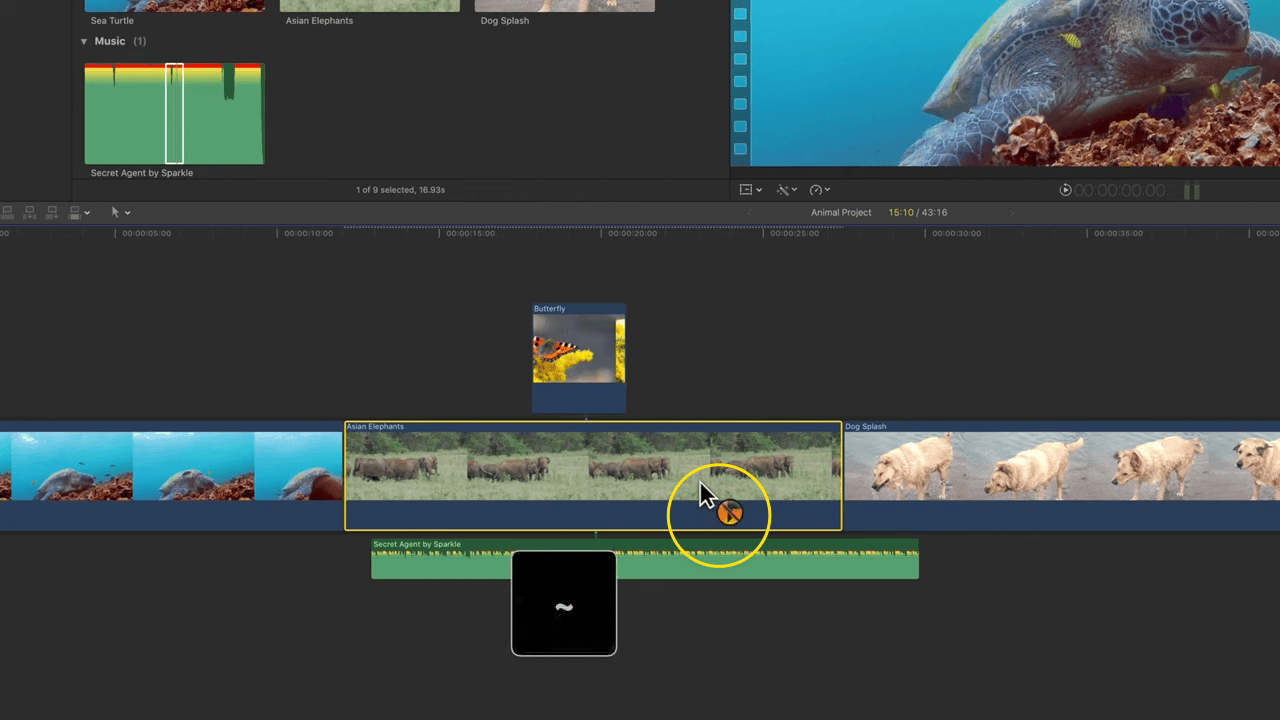 Sea Turtle
Asian Elephants
Dog Splash
▼ Music (1)
Secret Agent by Sparkle
1 of 9 selected, 16.93s
00:00:00:00
Animal Project
15:10 / 43:16
00
00:00:05:00
00:00:10:00
00:00:15:00
00:00:20:00
00:00:25:00
00:00:30:00
00:00:35:00
00:00
Butterfly
Asian Elephants
Dog Splash
Secret Agent by Sparkle
~